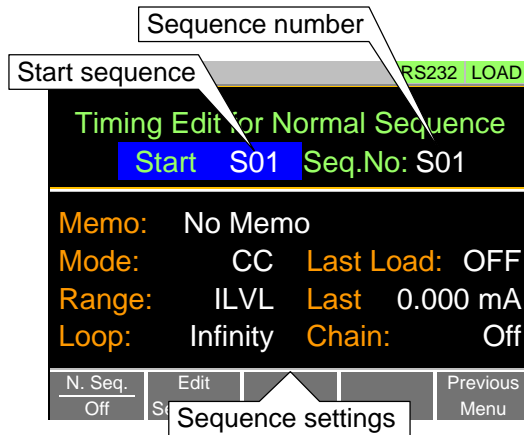 Sequence number
Start sequence
RS232 LOAD
Timing Edit for Normal Sequence
Start S01 Seq.No: S01
Memo: No Memo
Mode: CC Last Load: OFF
Range: ILVL Last 0.000 mA
Loop: Infinity Chain: Off
N. Seq. Edit Previous
Off Menu
Sequence settings